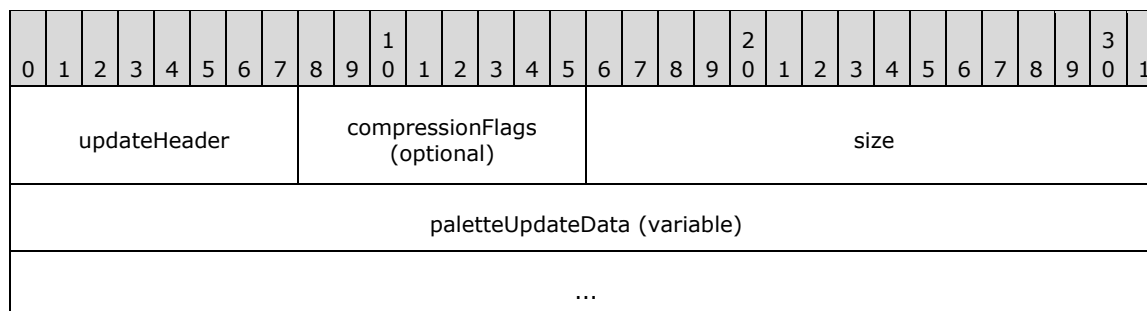 1 2 3
0 1 2 3 4 5 6 7 8 9 0 1 2 3 4 5 6 7 8 9 0 1 2 3 4 5 6 7 8 9 0 1
updateHeader compressionFlags size
(optional)
paletteUpdateData (variable)
...